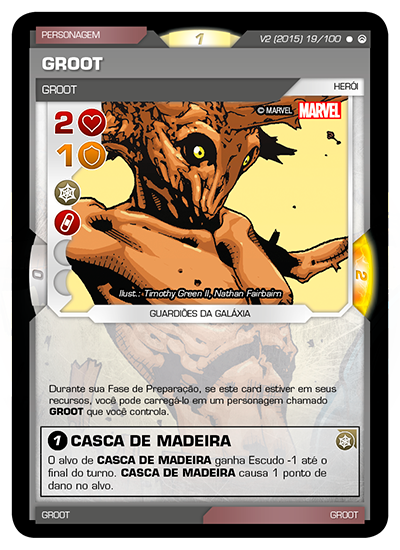 PERSONAGEM
1
V2 (2015) 19/100
GROOT
GROOT
HERÓI
© MARVEL MARVEL
2
1
0
2
Ilust.: Timothy Green II, Nathan Fairbairn
GUARDIÕES DA GALÁXIA
Durante sua Fase de Preparação, se este card estiver em seus
recursos, você pode carregá-lo em um personagem chamado
GROOT que você controla.
1 CASCA DE MADEIRA
O alvo de CASCA DE MADEIRA ganha Escudo -1 até o
final do turno. CASCA DE MADEIRA causa 1 ponto de
dano no alvo.
GROOT
GROOT